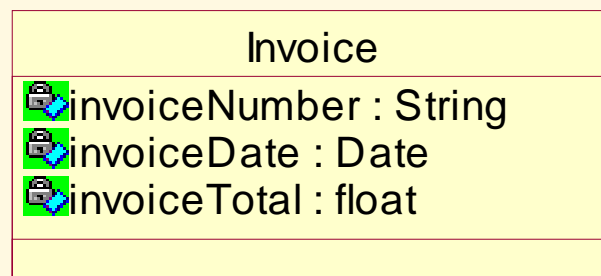 Invoice
invoiceNumber : String
invoiceDate : Date
invoiceTotal : float